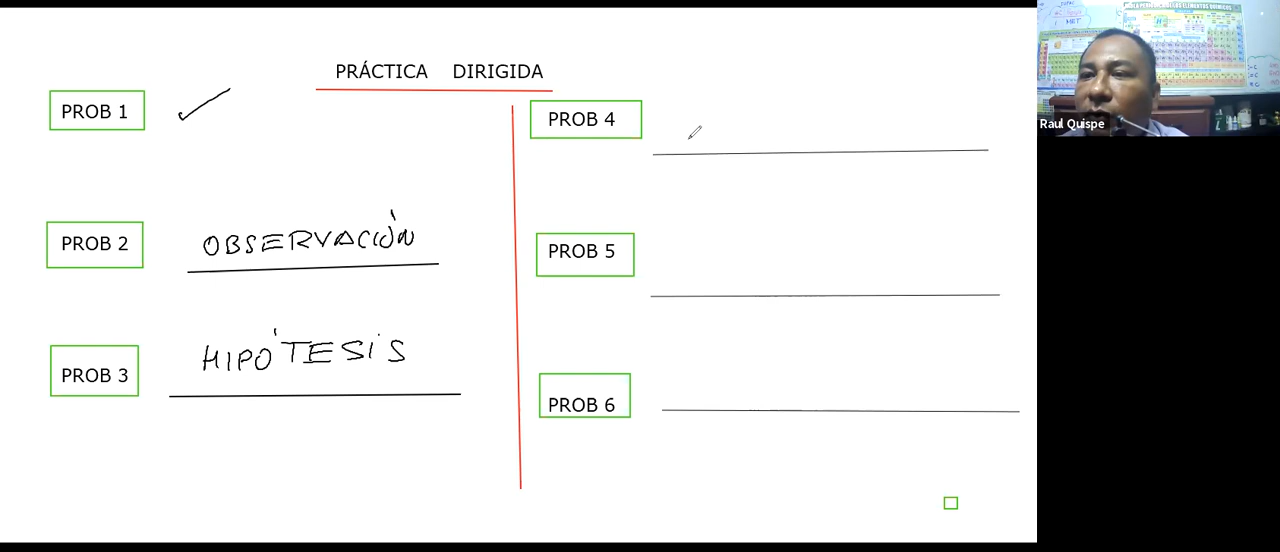 PRÁCTICA DIRIGIDA
PROB 1
PROB 2
OBSERVACIÓN
PROB 3
HIPÓTESIS
PROB 4
PROB 5
PROB 6
Raul Quispe